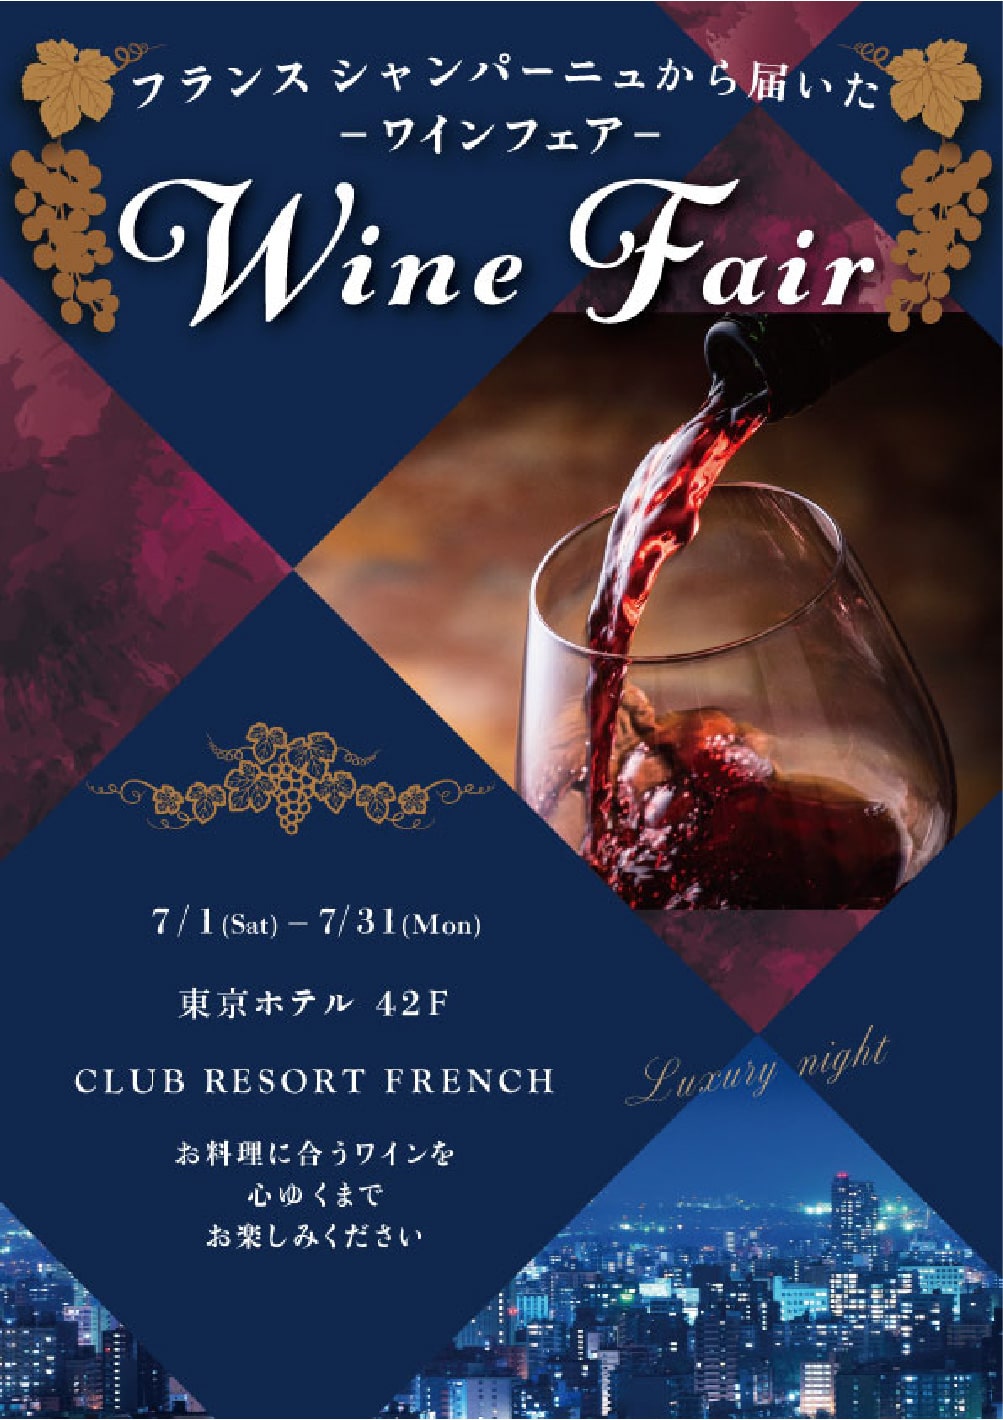 フランス シャンパーニュから届いた
－ワインフェア－
Wine Fair
7/1(Sat) – 7/31(Mon)
東京ホテル 42F
CLUB RESORT FRENCH
お料理に合うワインを
心ゆくまで
お楽しみください
Luxury night